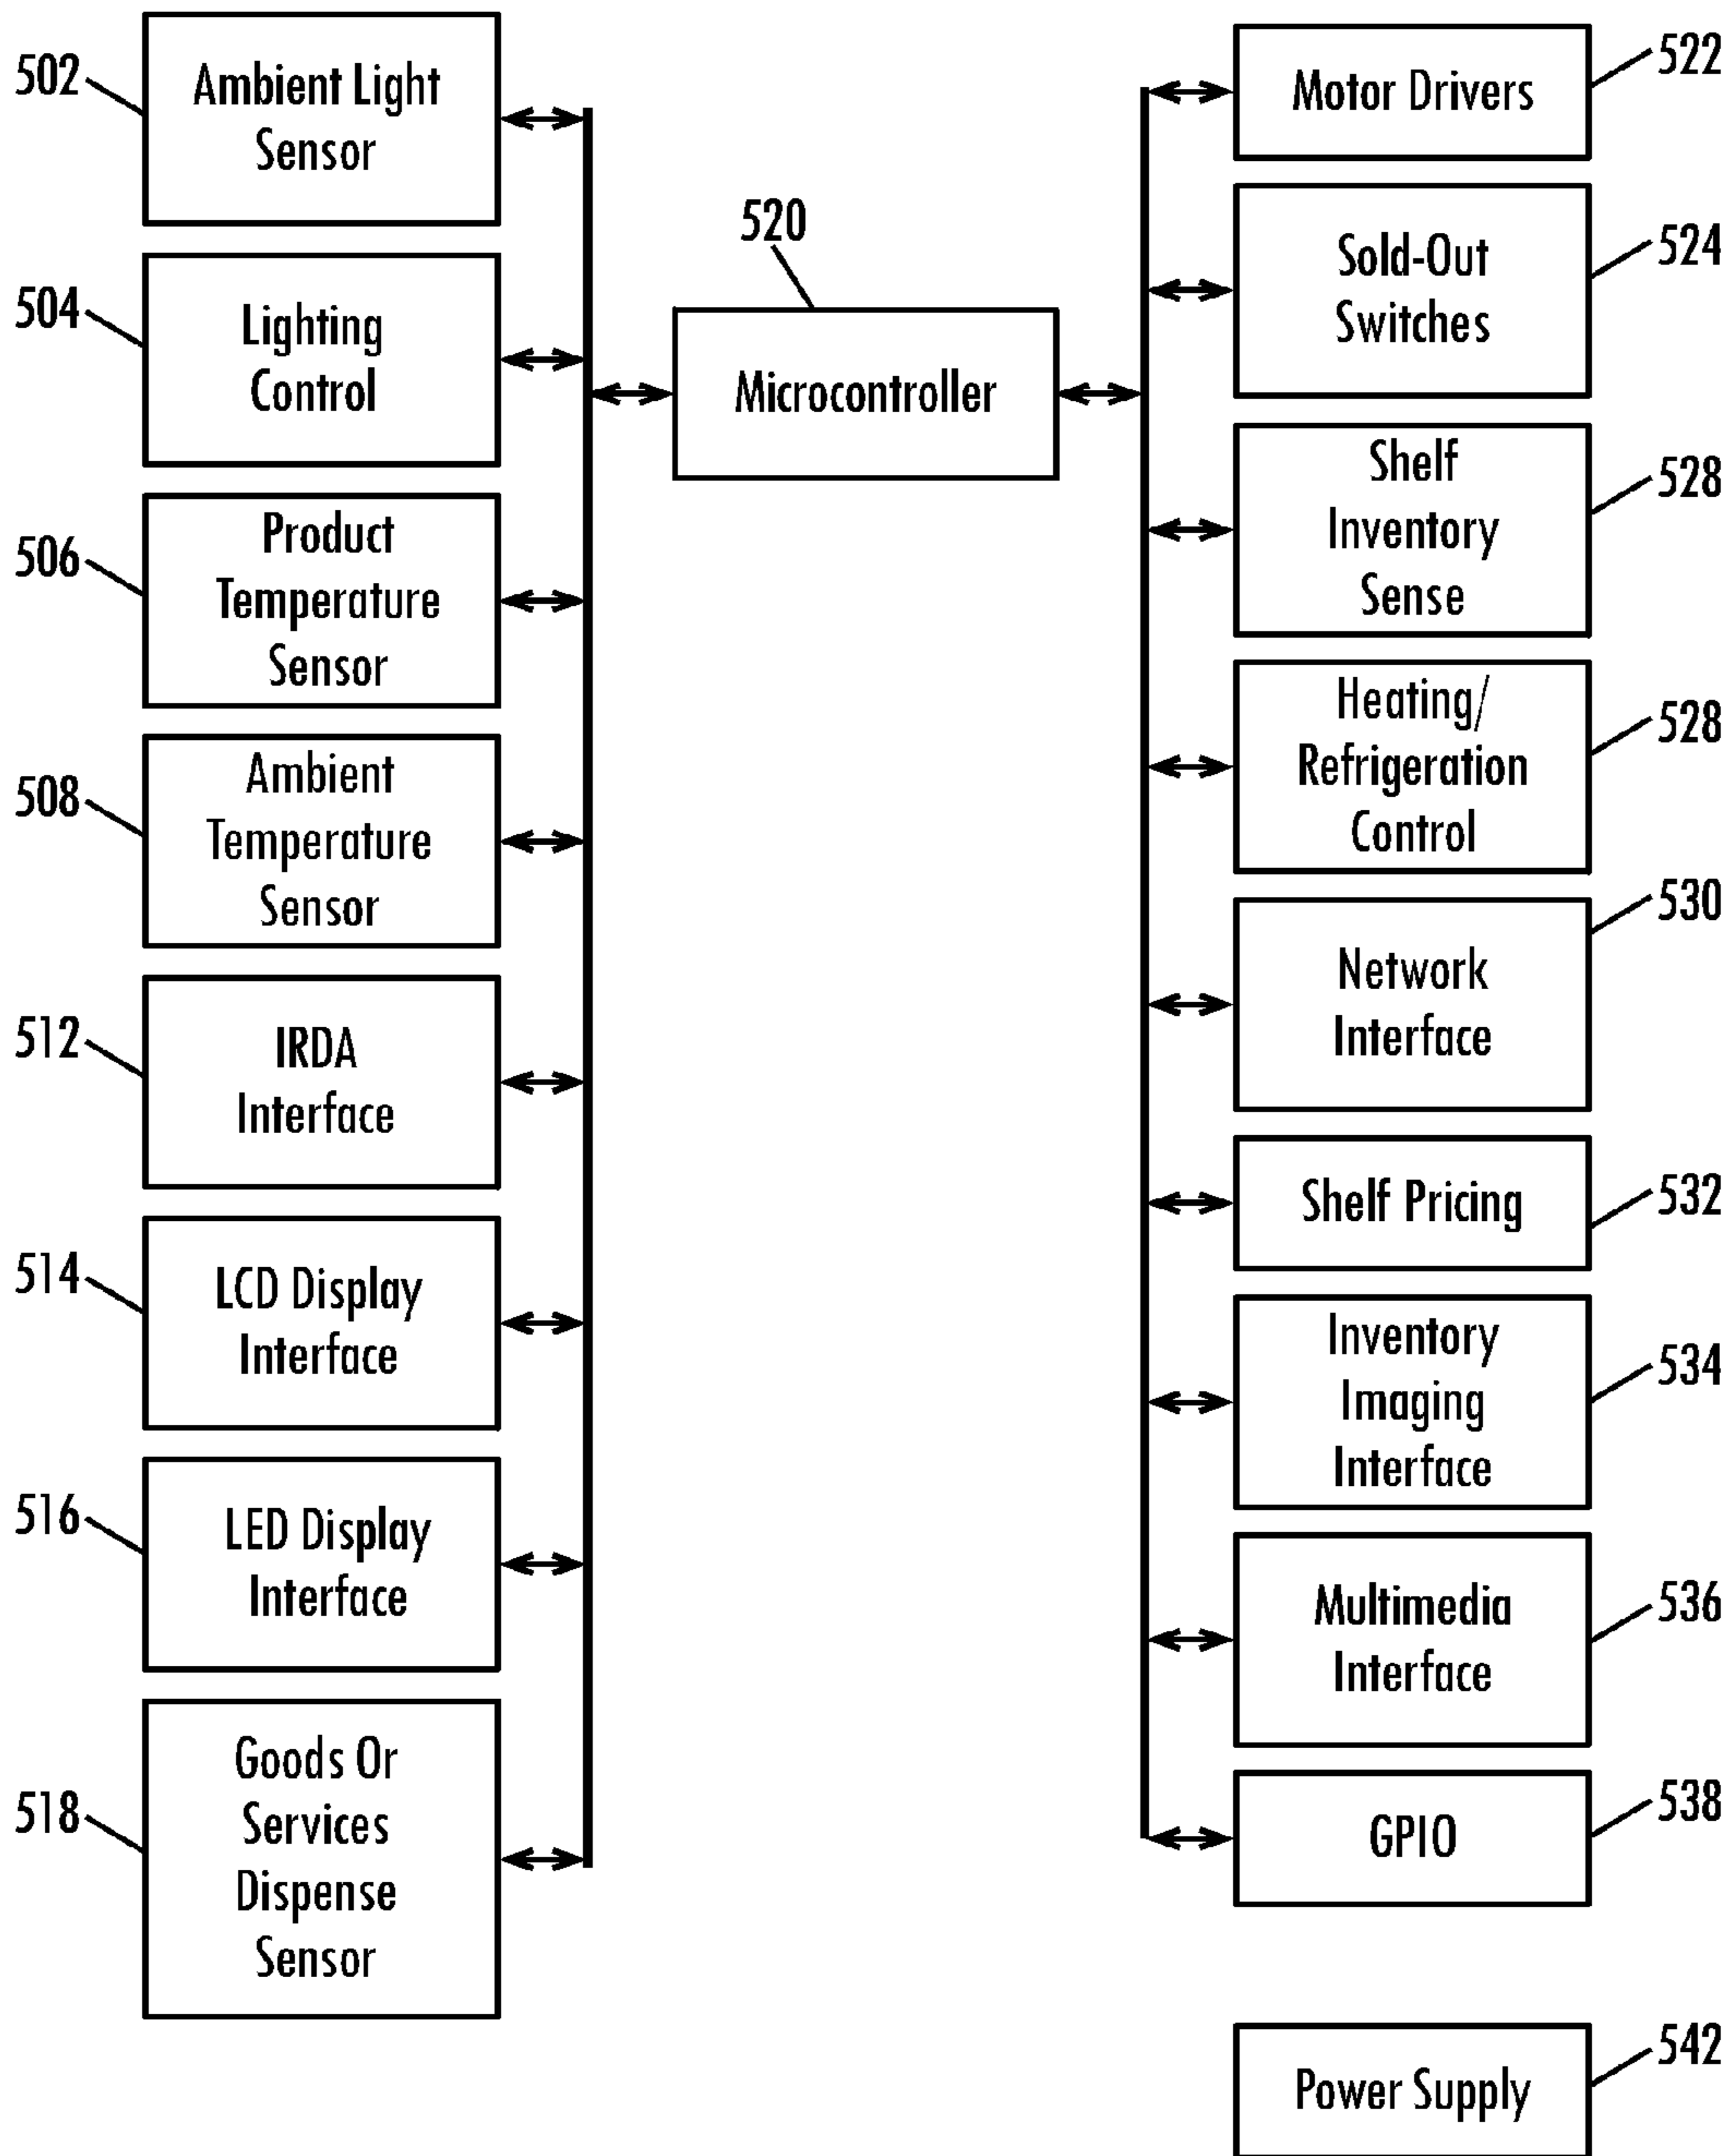 502
Ambient Light
Sensor
504
Lighting
Control
506
Product
Temperature
Sensor
508
Ambient
Temperature
Sensor
512
IRDA
Interface
514
LCD Display
Interface
516
LED Display
Interface
518
Goods Or
Services
Dispense
Sensor
520
Microcontroller
522
Motor Drivers
524
Sold-Out
Switches
528
Shelf
Inventory
Sense
528
Heating/
Refrigeration
Control
530
Network
Interface
532
Shelf Pricing
534
Inventory
Imaging
Interface
536
Multimedia
Interface
538
GPIO
542
Power Supply